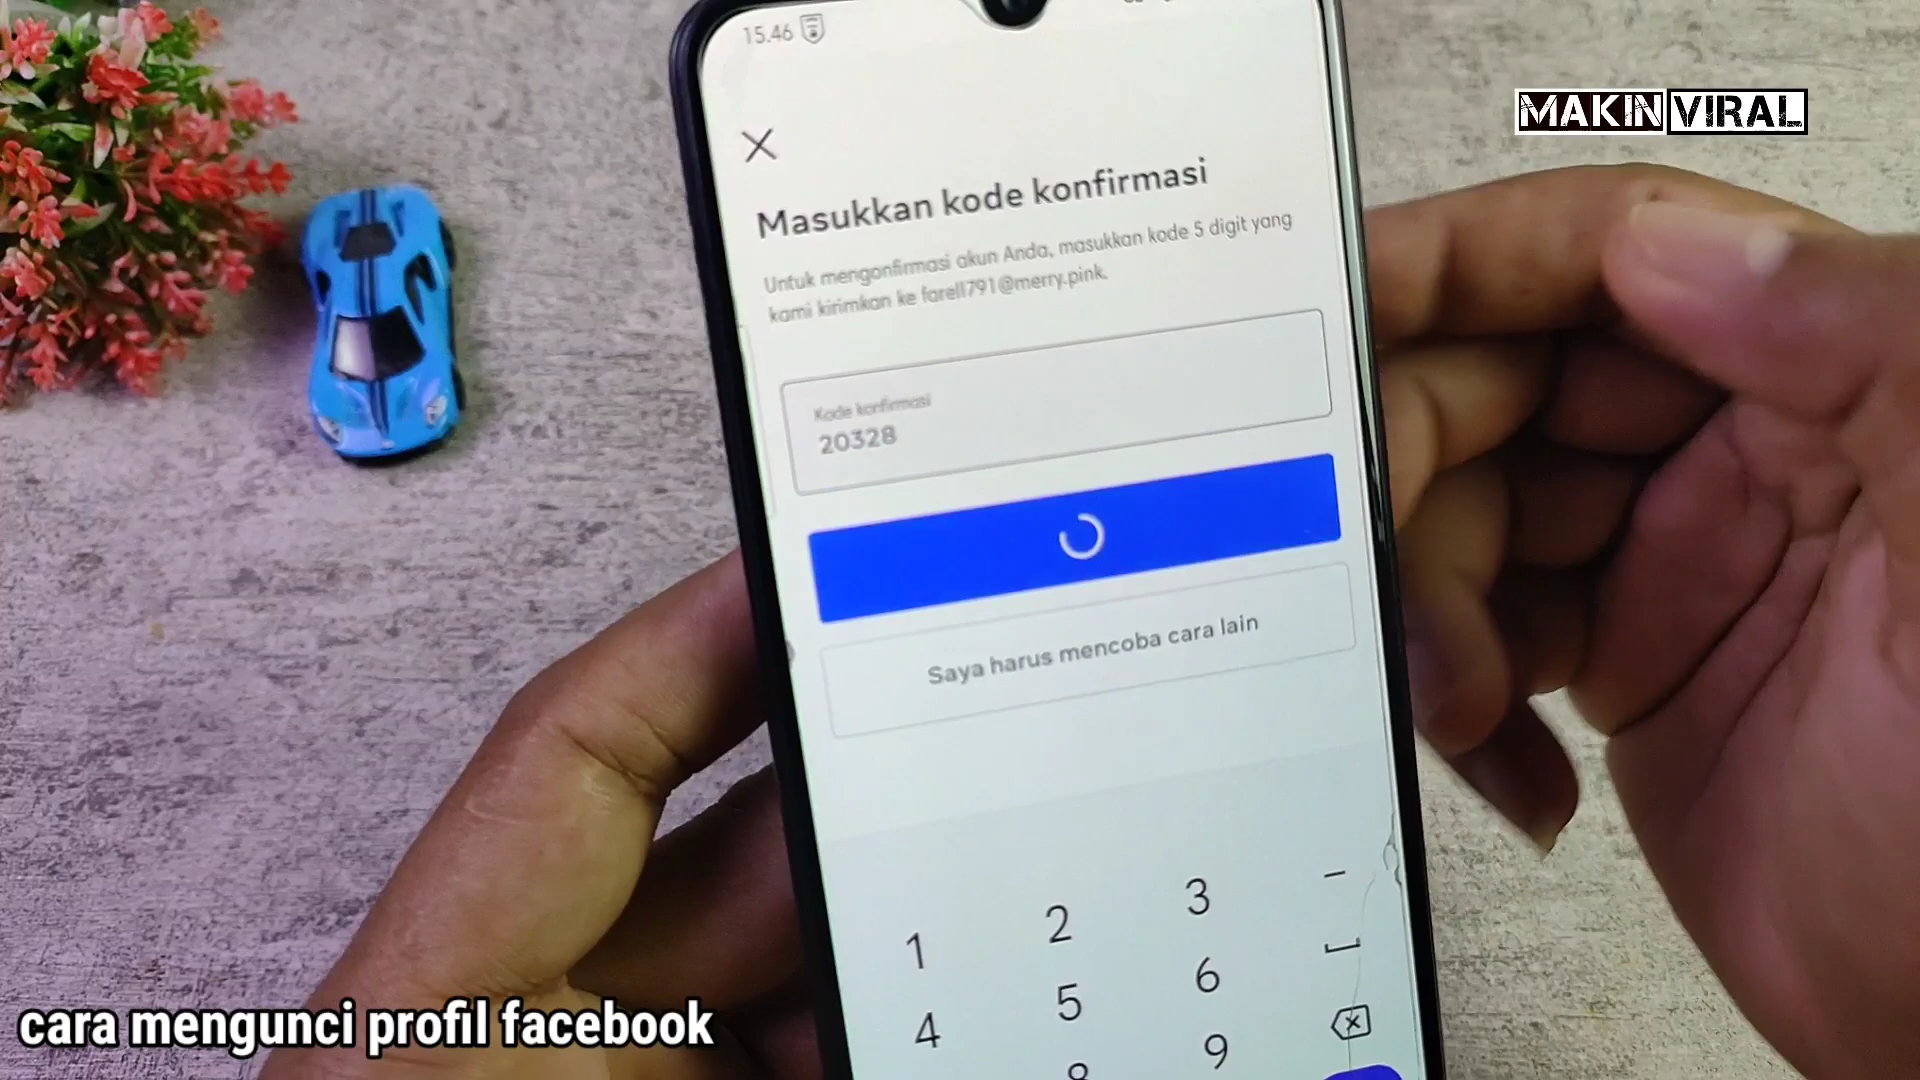 15.46
MAKIN VIRAL
Masukkan kode konfirmasi
Untuk mengonfirmasi akun Anda, masukkan kode 5 digit yang
kami kirimkan ke farell791@merry.pink.
Kode konfirmasi
20328
Saya harus mencoba cara lain
1 2 3 -
4 5 6
8 9
cara mengunci profil facebook